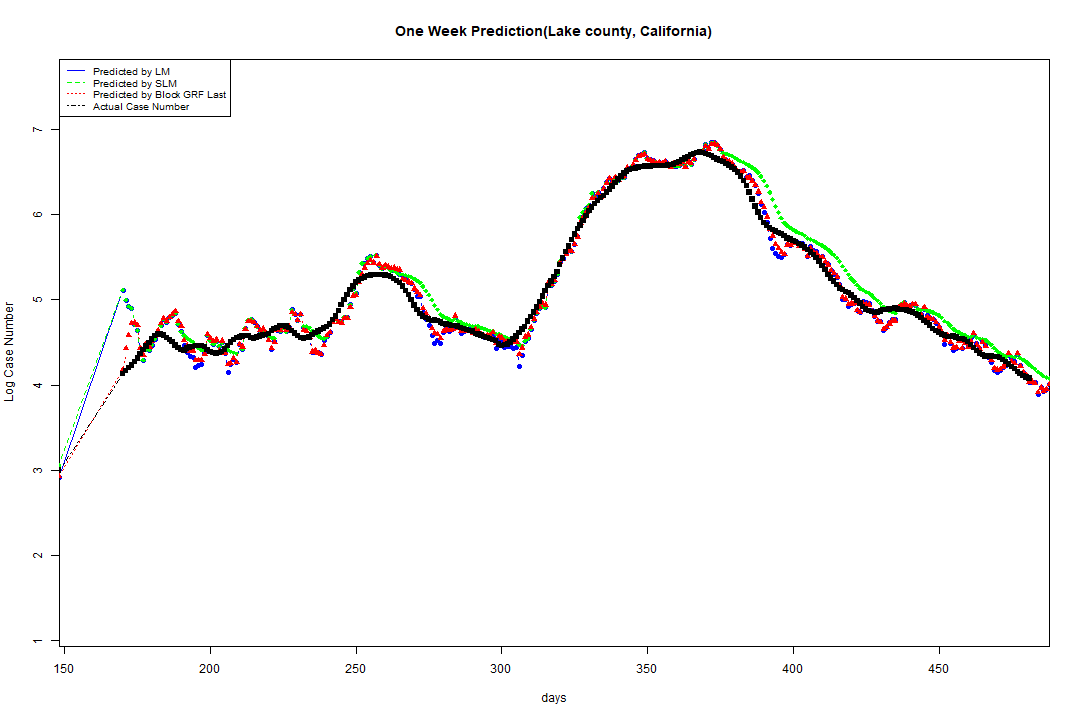 One Week Prediction(Lake county, California)
Predicted by LM
Predicted by SLM
Predicted by Block GRF Last
Actual Case Number
7
6
5
4
3
2
1
Log Case Number
150 200 250 300 350 400 450
days